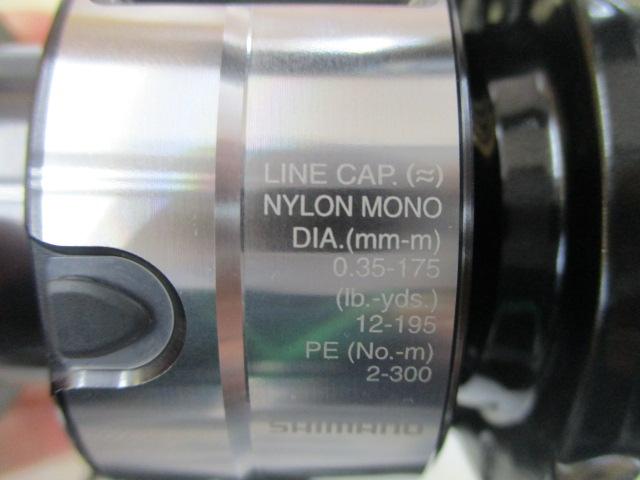 LINE CAP. (≈)
NYLON MONO
DIA.(mm-m)
0.35-175
(lb.-yds.)
12-195
PE (No.-m)
2-300
SHIMANO